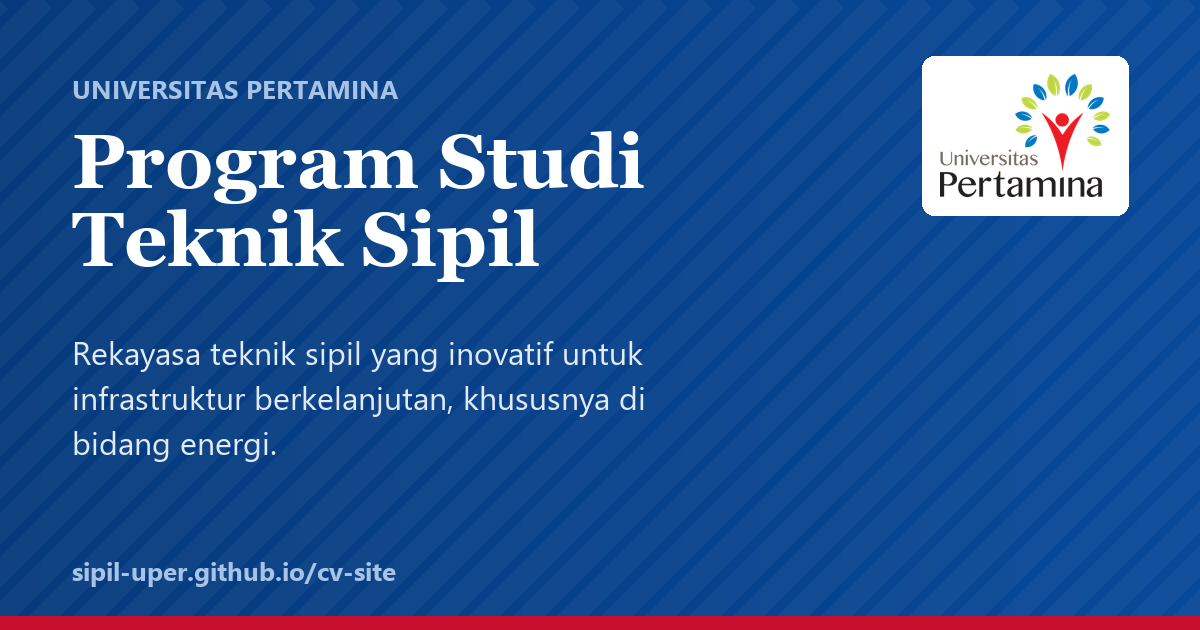 UNIVERSITAS PERTAMINA
Program Studi
Teknik Sipil
Rekayasa teknik sipil yang inovatif untuk
infrastruktur berkelanjutan, khususnya di
bidang energi.
sipil-uper.github.io/cv-site
Universitas
Pertamina